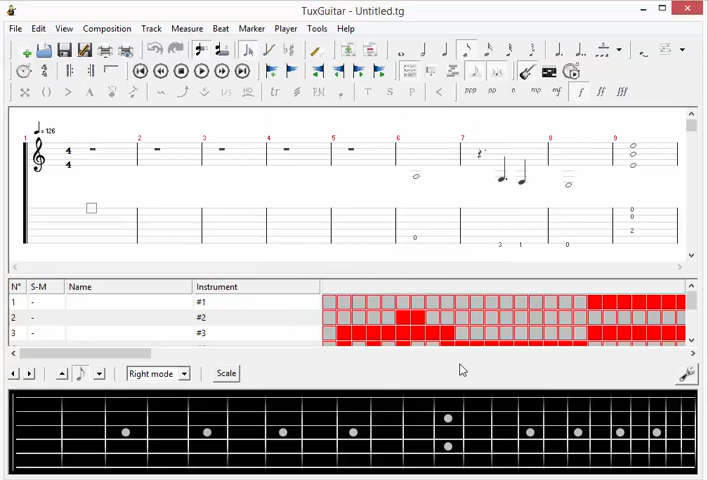 TuxGuitar - Untitled.tg
File Edit View Composition Track Measure Beat Marker Player Tools Help
ppp pp p mp mf f ff fff
1 = 126 2 3 4 5 6 7 8 9
4
4
0 3 1 0 0 0 2
N° S-M Name Instrument
1 - #1
2 - #2
3 - #3
Right mode Scale